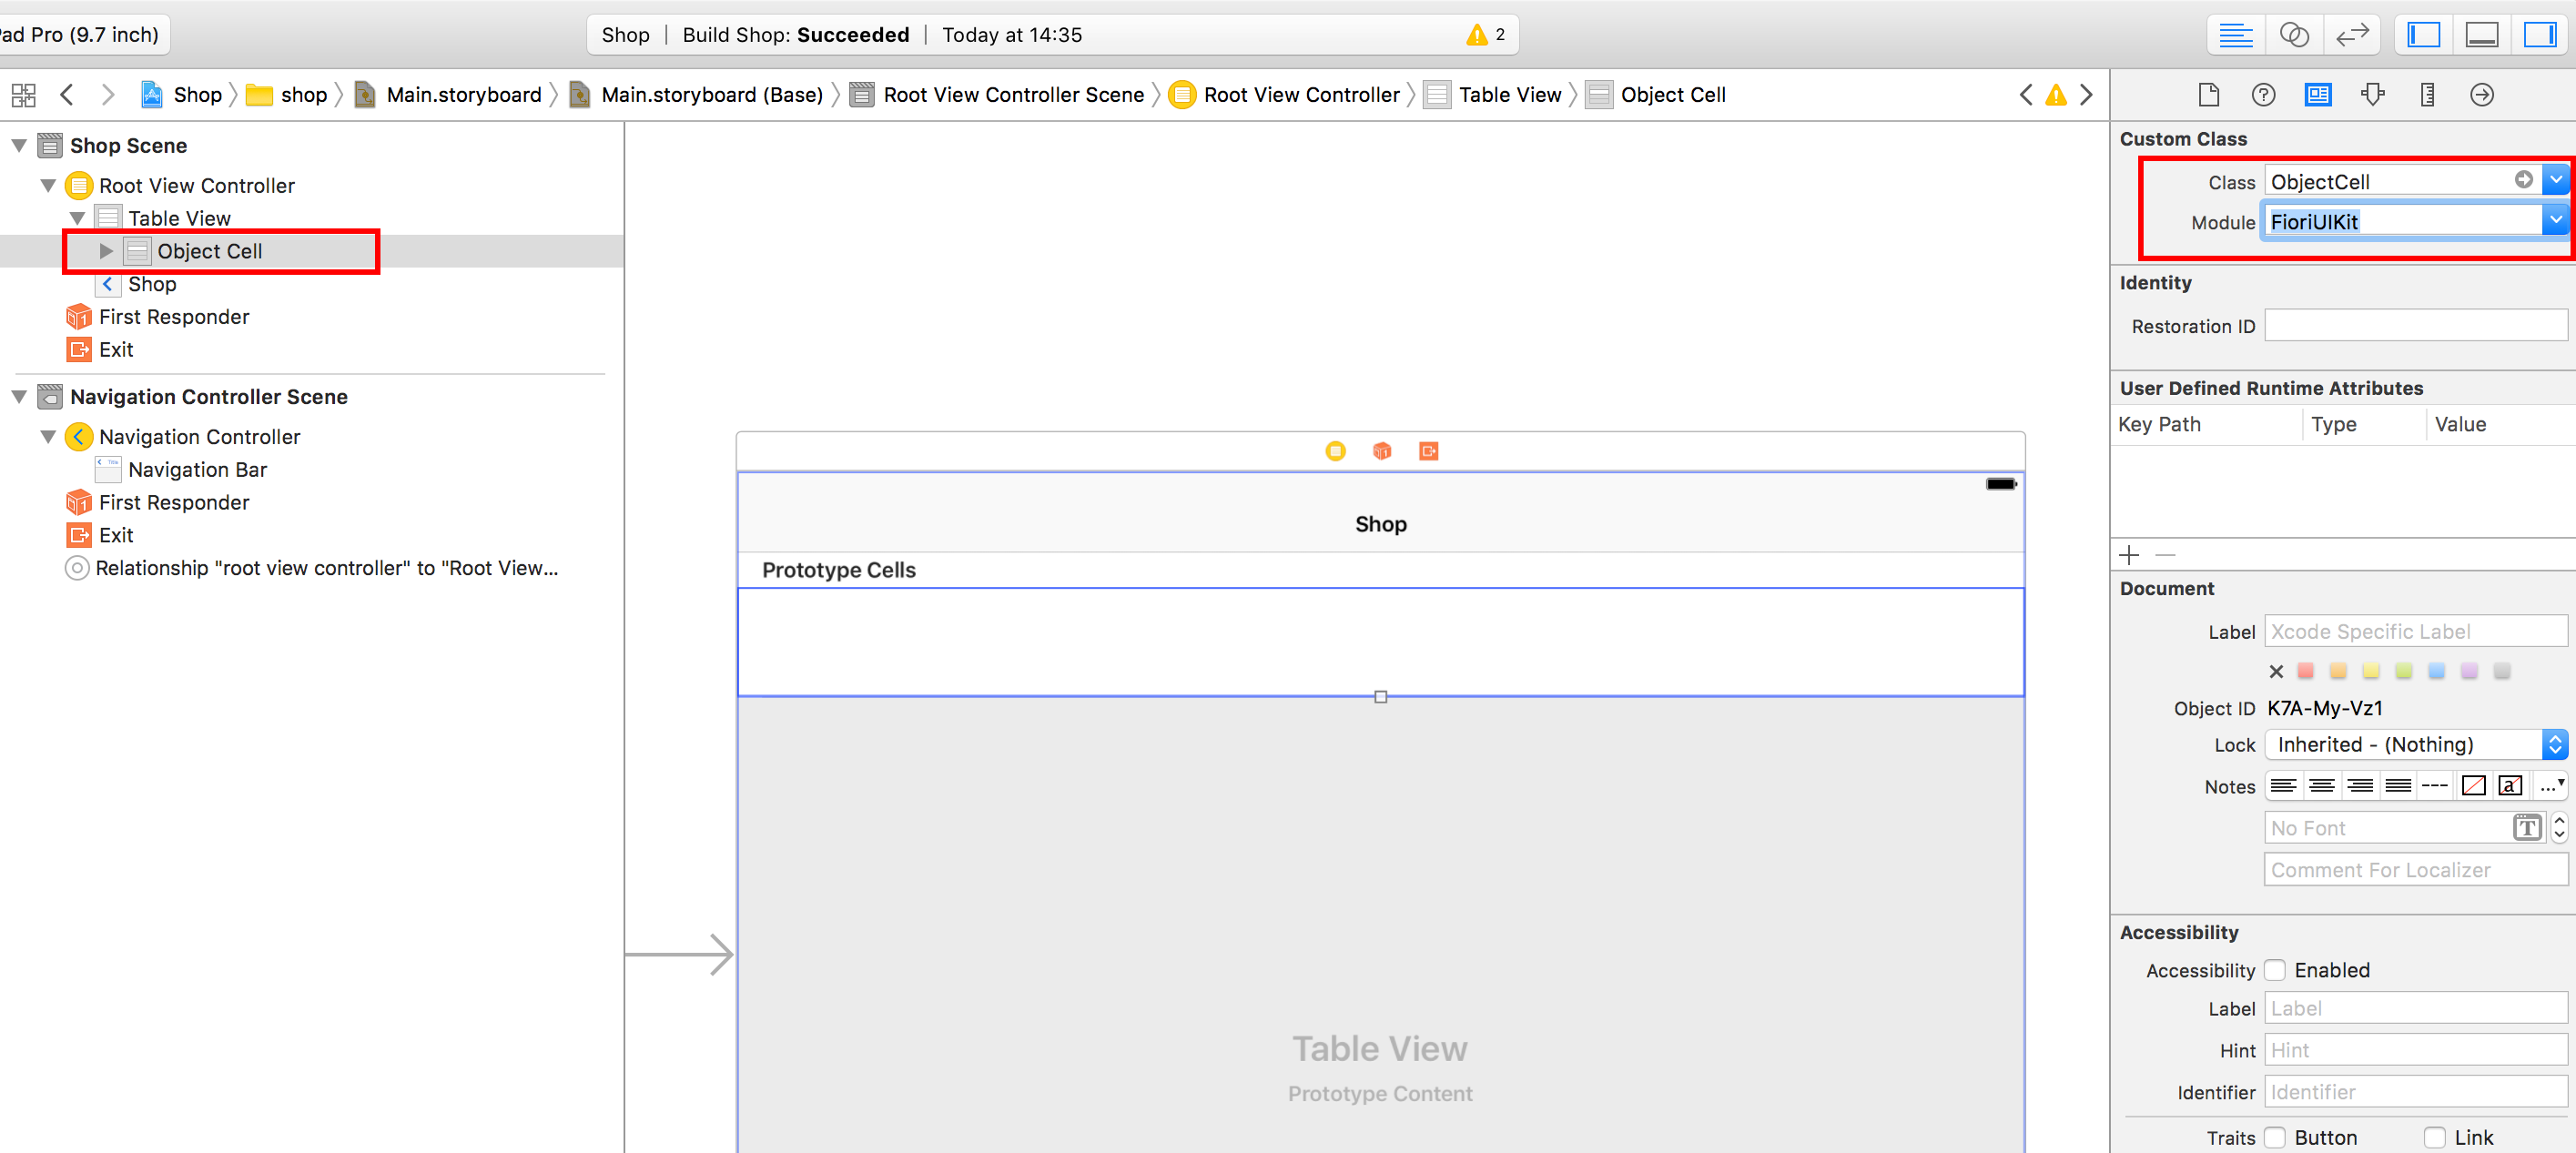 Pad Pro (9.7 inch)
Shop | Build Shop: Succeeded | Today at 14:35
2
Shop
shop
Main.storyboard
Main.storyboard (Base)
Root View Controller Scene
Root View Controller
Table View
Object Cell
Shop Scene
Root View Controller
Table View
Object Cell
Shop
First Responder
Exit
Navigation Controller Scene
Navigation Controller
Navigation Bar
First Responder
Exit
Relationship "root view controller" to "Root View...
Shop
Prototype Cells
Table View
Prototype Content
Custom Class
Class ObjectCell
Module FioriUIKit
Identity
Restoration ID
User Defined Runtime Attributes
Key Path Type Value
Document
Label Xcode Specific Label
Object ID K7A-My-Vz1
Lock Inherited - (Nothing)
Notes
No Font
Comment For Localizer
Accessibility
Accessibility Enabled
Label Label
Hint Hint
Identifier Identifier
Traits Button Link